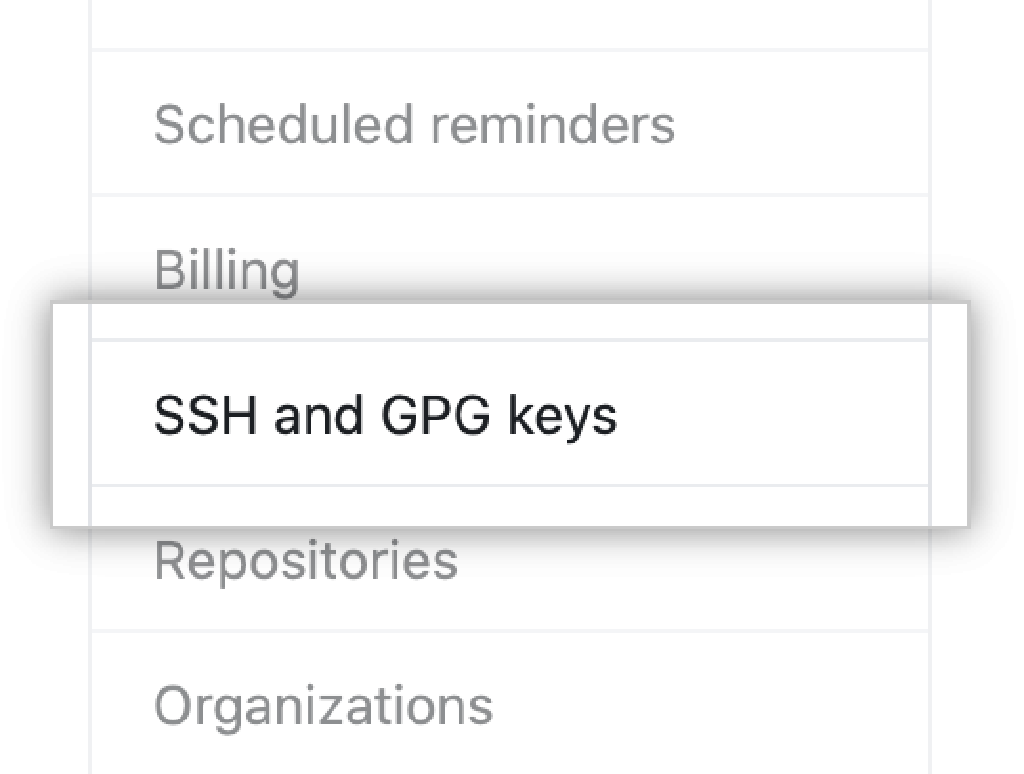 Scheduled reminders
Billing
SSH and GPG keys
Repositories
Organizations